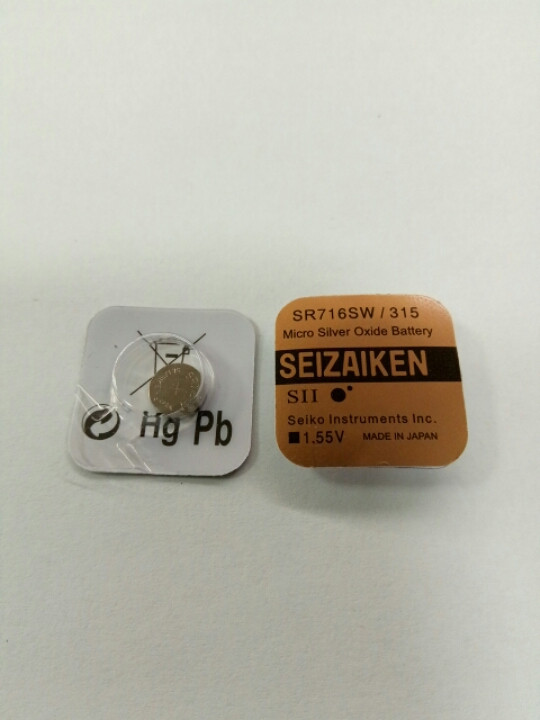 Hg Pb
SR716SW / 315
Micro Silver Oxide Battery
SEIZAIKEN
SII
Seiko Instruments Inc.
1.55V MADE IN JAPAN